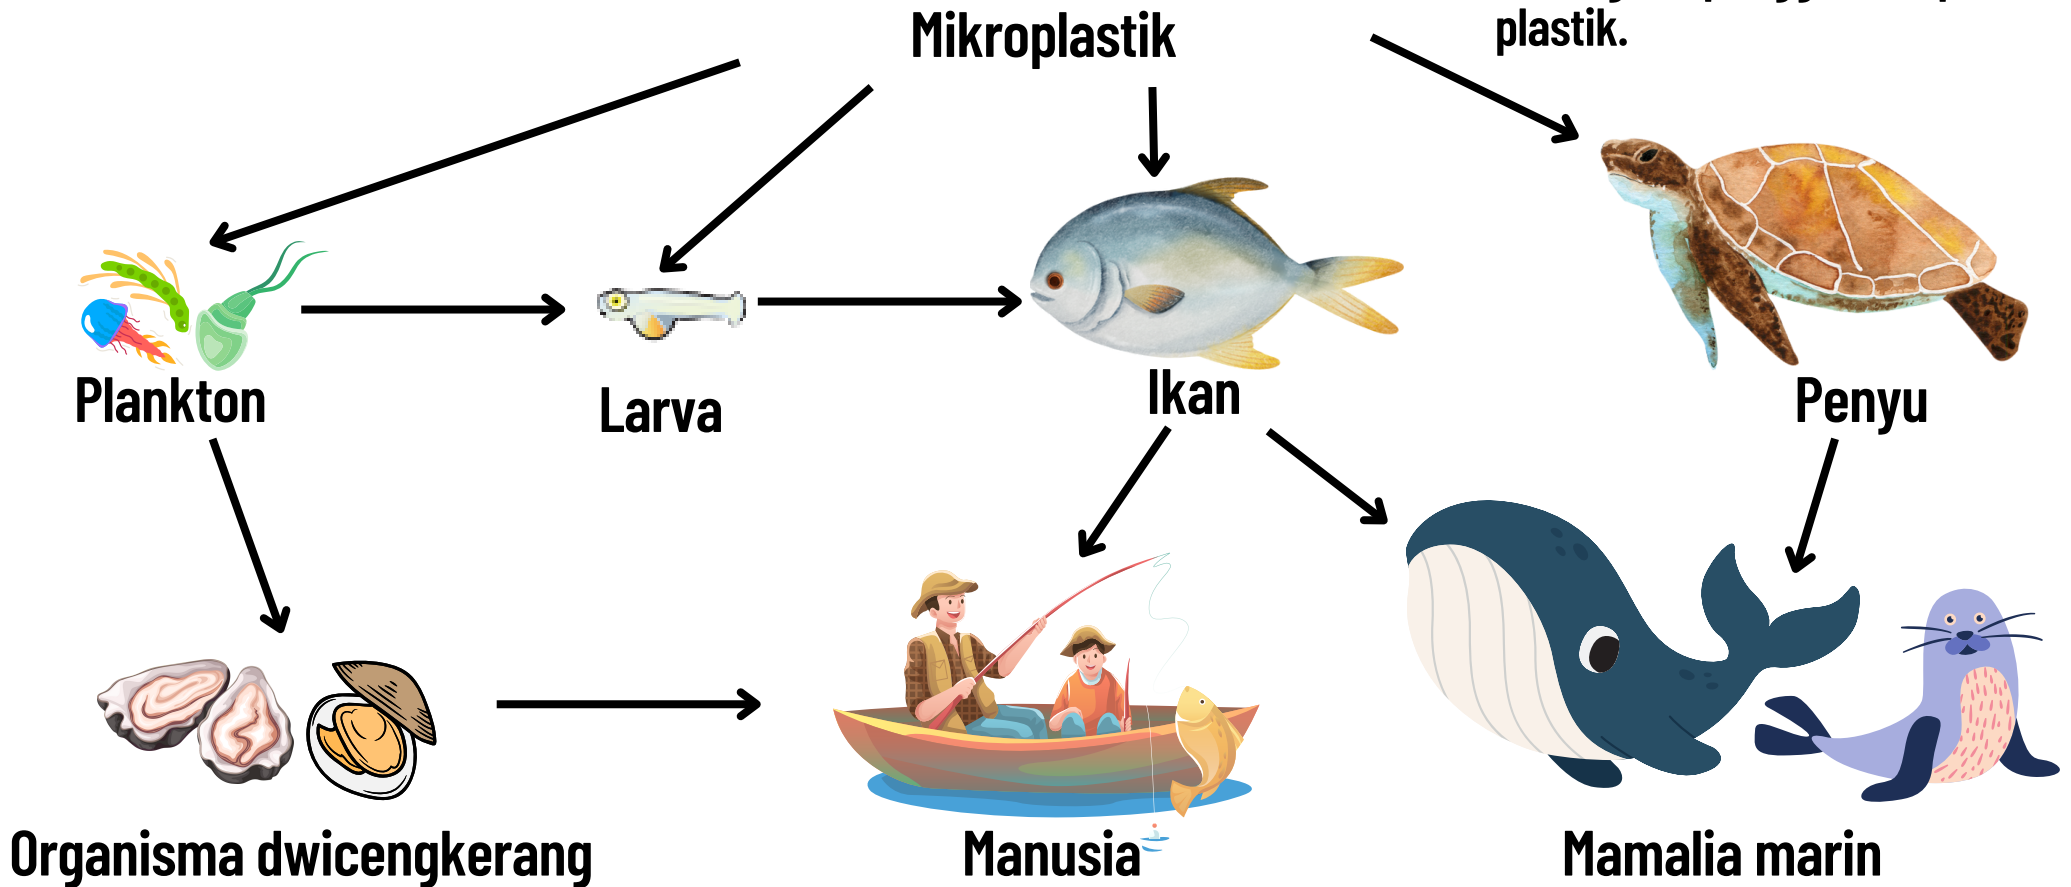 plastik.
Mikroplastik
Plankton
Larva
Ikan
Penyu
Organisma dwicengkerang
Manusia
Mamalia marin